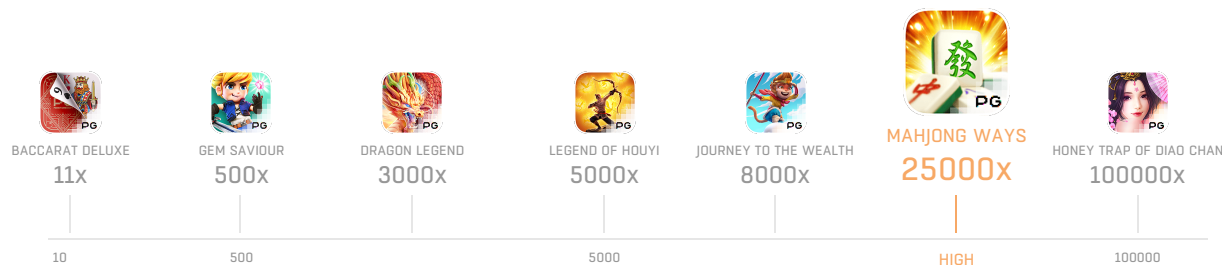 發
PG
PG
PG
PG
PG
PG
PG
BACCARAT DELUXE
GEM SAVIOUR
DRAGON LEGEND
LEGEND OF HOUYI
JOURNEY TO THE WEALTH
MAHJONG WAYS
HONEY TRAP OF DIAO CHAN
11x
500x
3000x
5000x
8000x
25000x
100000x
10
500
5000
HIGH
100000